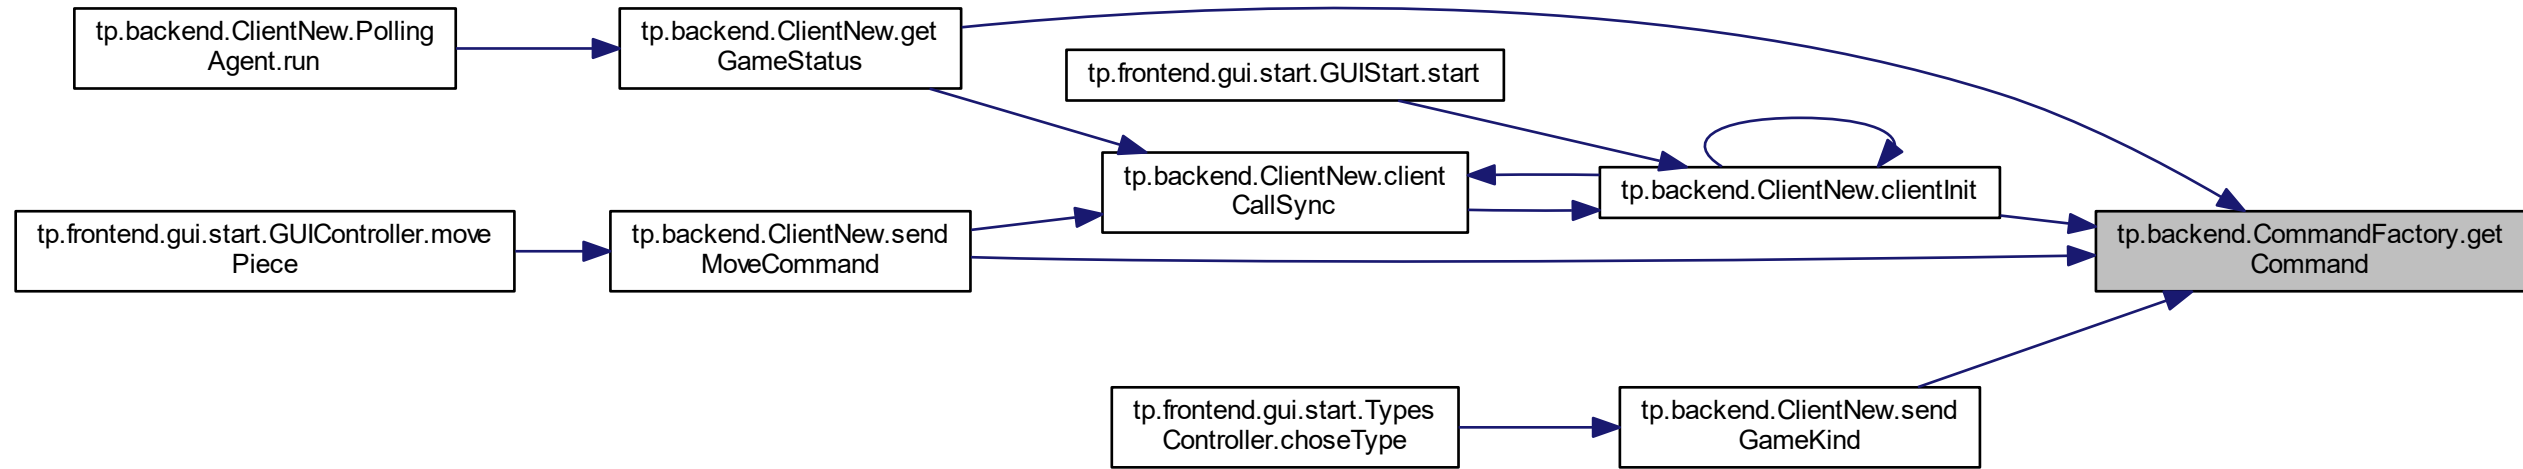 tp.backend.ClientNew.Polling
Agent.run
tp.backend.ClientNew.get
GameStatus
tp.frontend.gui.start.GUIStart.start
tp.backend.ClientNew.client
CallSync
tp.backend.ClientNew.clientInit
tp.frontend.gui.start.GUIController.move
Piece
tp.backend.ClientNew.send
MoveCommand
tp.backend.CommandFactory.get
Command
tp.frontend.gui.start.Types
Controller.choseType
tp.backend.ClientNew.send
GameKind